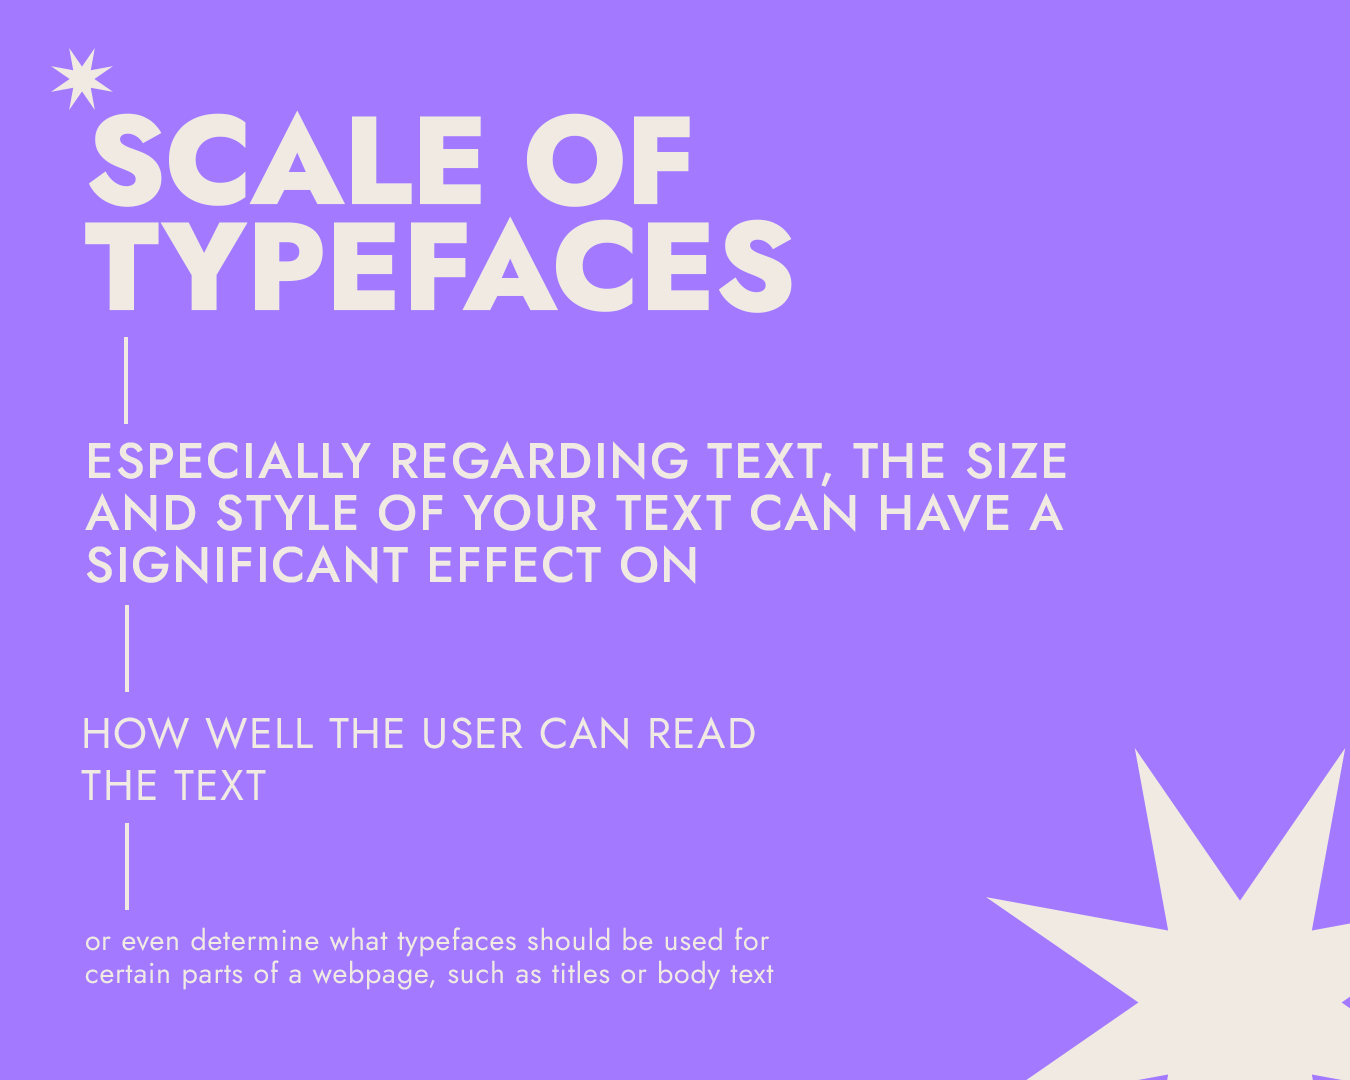 SCALE OF
TYPEFACES
ESPECIALLY REGARDING TEXT, THE SIZE
AND STYLE OF YOUR TEXT CAN HAVE A
SIGNIFICANT EFFECT ON
HOW WELL THE USER CAN READ
THE TEXT
or even determine what typefaces should be used for
certain parts of a webpage, such as titles or body text